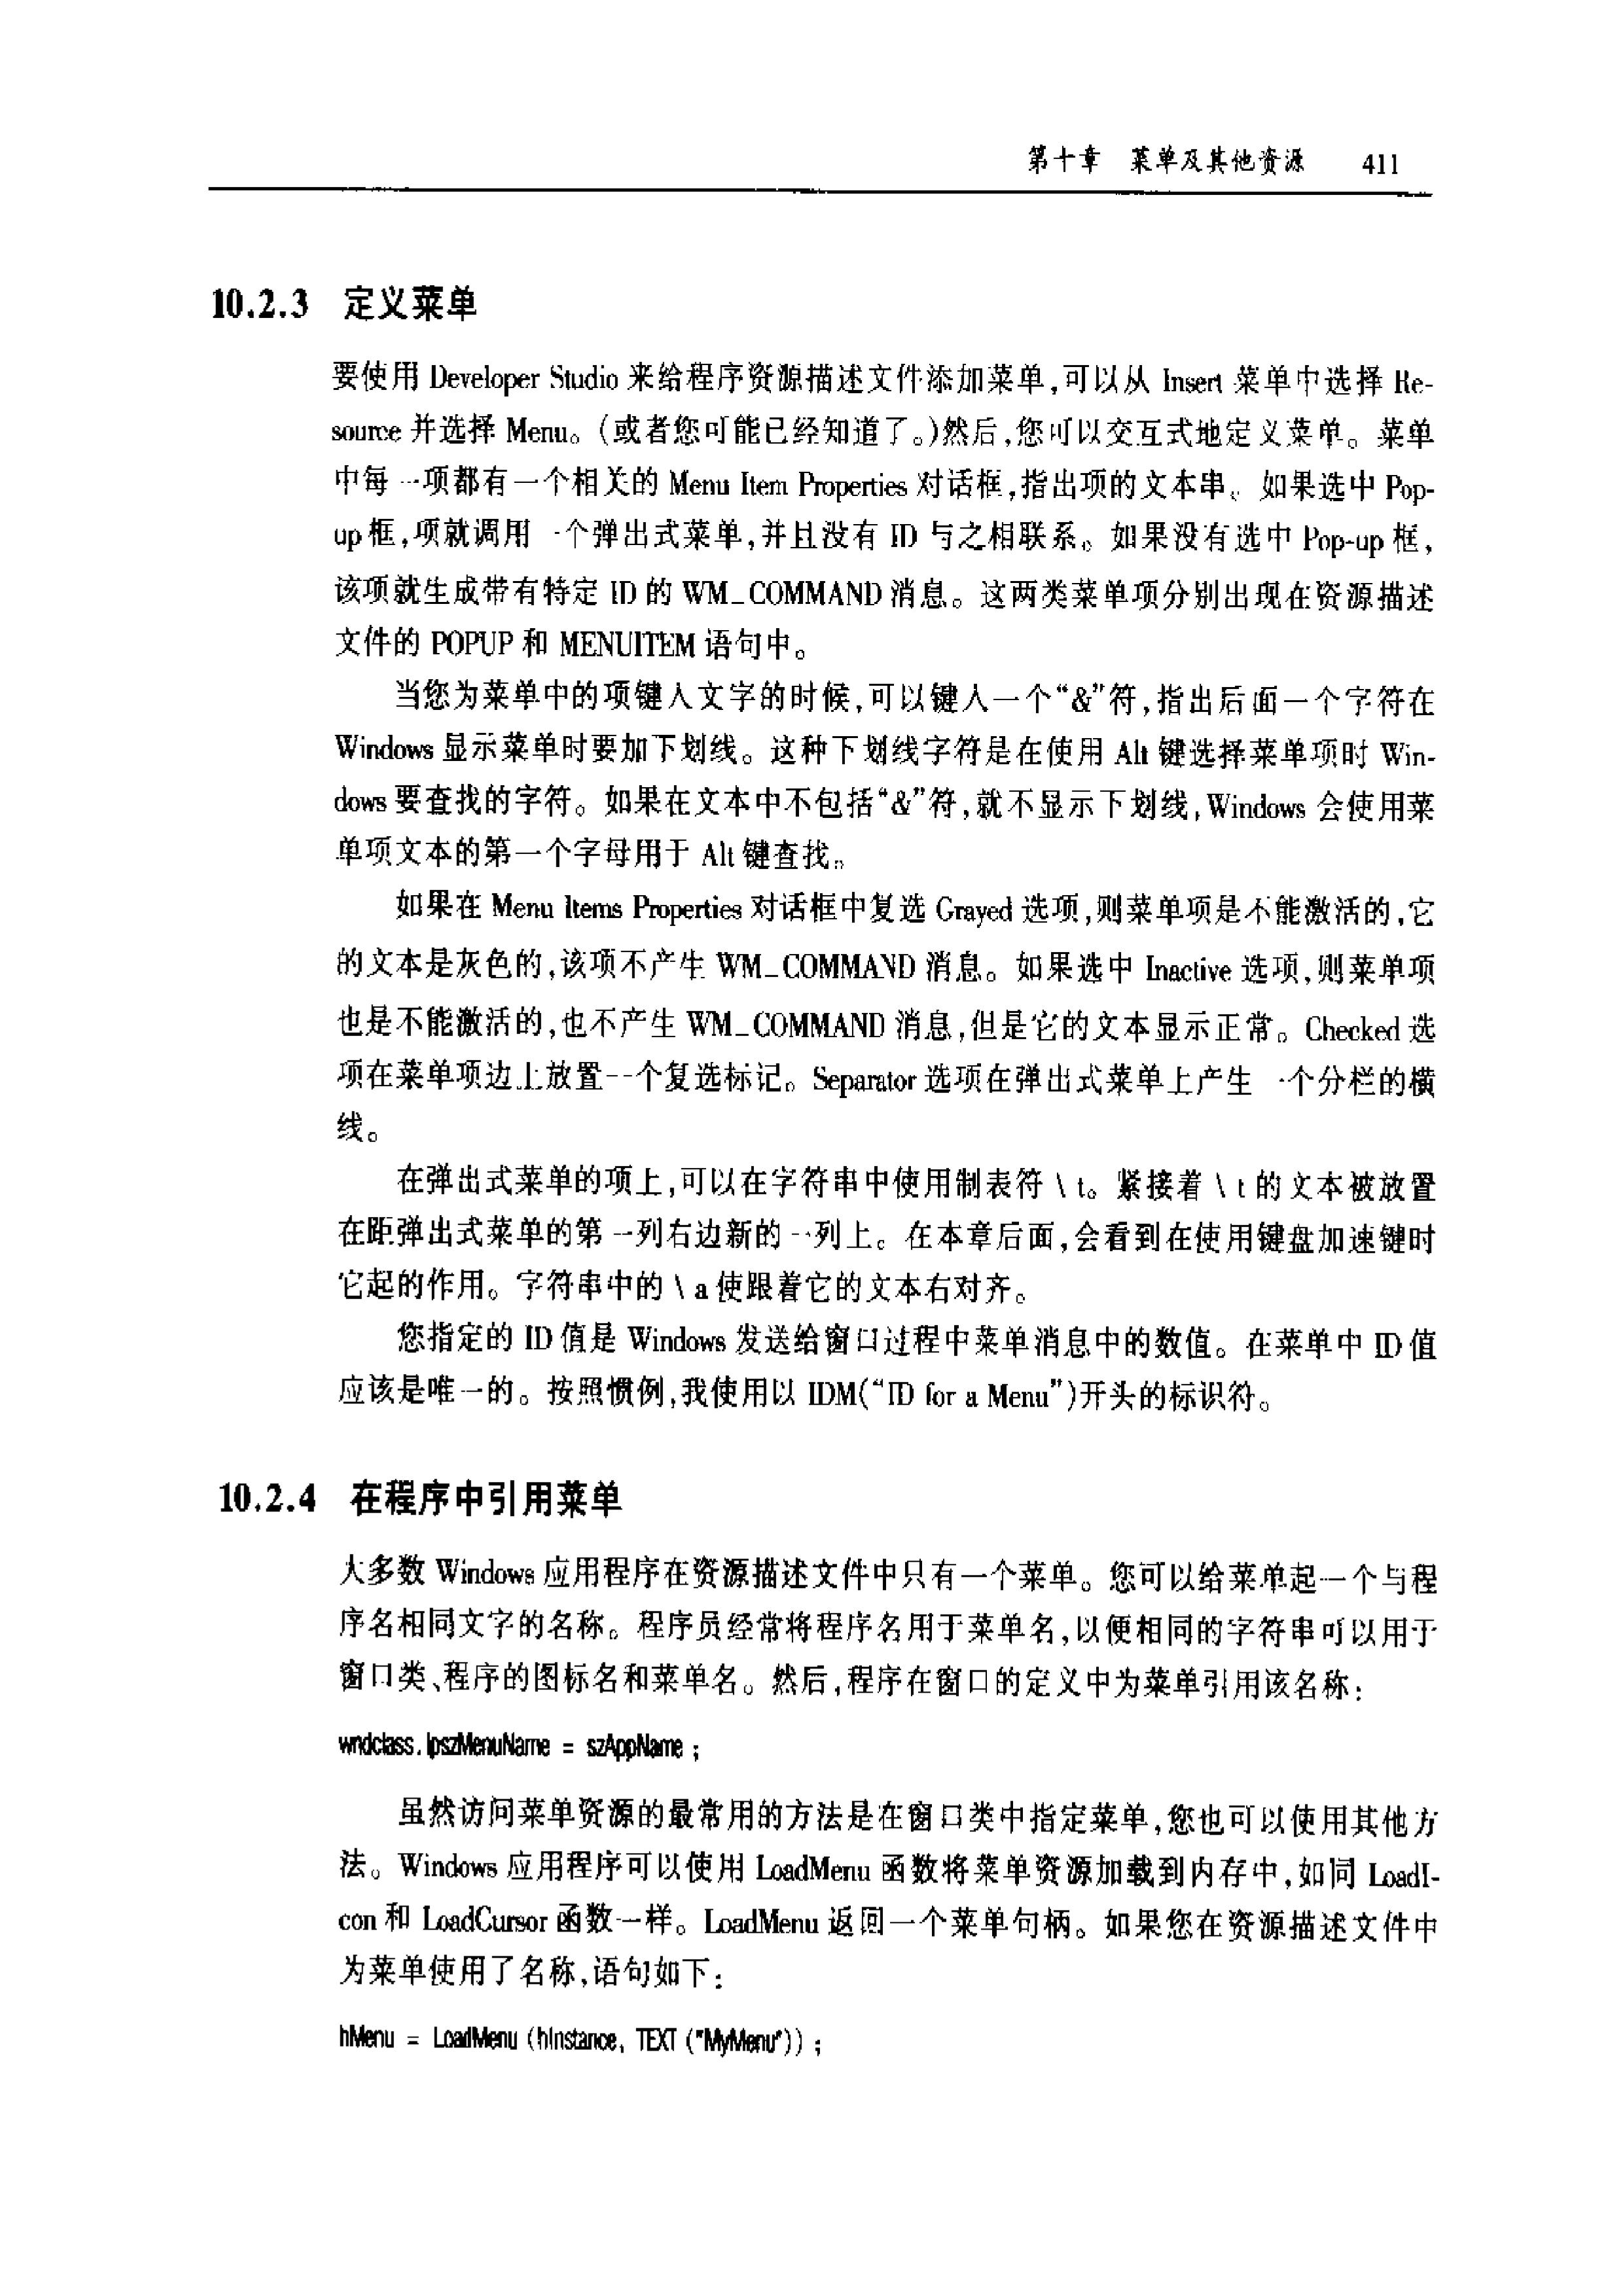 第十章 菜单及其他资源 411
10.2.3 定义菜单
要使用 Developer Studio 来给程序资源描述文件添加菜单,可以从 Insert 菜单中选择 Re-
source 并选择 Menu。(或者您可能已经知道了。)然后,您可以交互式地定义菜单。菜单
中每一项都有一个相关的 Menu Item Properties 对话框,指出项的文本串。如果选中 Pop-
up 框,项就调用一个弹出式菜单,并且没有 ID 与之相联系。如果没有选中 Pop-up 框,
该项就生成带有特定 ID 的 WM_COMMAND 消息。这两类菜单项分别出现在资源描述
文件的 POPUP 和 MENUITEM 语句中。
当您为菜单中的项键入文字的时候,可以键入一个“&”符,指出后面一个字符在
Windows 显示菜单时要加下划线。这种下划线字符是在使用 Alt 键选择菜单项时 Win-
dows 要查找的字符。如果在文本中不包括“&”符,就不显示下划线,Windows 会使用菜
单项文本的第一个字母用于 Alt 键查找。
如果在 Menu Items Properties 对话框中复选 Grayed 选项,则菜单项是不能激活的,它
的文本是灰色的,该项不产生 WM_COMMAND 消息。如果选中 Inactive 选项,则菜单项
也是不能激活的,也不产生 WM_COMMAND 消息,但是它的文本显示正常。Checked 选
项在菜单项边上放置一个复选标记。Separator 选项在弹出式菜单上产生一个分栏的横
线。
在弹出式菜单的项上,可以在字符串中使用制表符 \ t。紧接着 \ t 的文本被放置
在距弹出式菜单的第一列右边新的一列上。在本章后面,会看到在使用键盘加速键时
它起的作用。字符串中的 \ a 使跟着它的文本右对齐。
您指定的 ID 值是 Windows 发送给窗口过程中菜单消息中的数值。在菜单中 ID 值
应该是唯一的。按照惯例,我使用以 IDM(“ID for a Menu”)开头的标识符。
10.2.4 在程序中引用菜单
大多数 Windows 应用程序在资源描述文件中只有一个菜单。您可以给菜单起一个与程
序名相同文字的名称。程序员经常将程序名用于菜单名,以便相同的字符串可以用于
窗口类、程序的图标名和菜单名。然后,程序在窗口的定义中为菜单引用该名称:
wndclass.lpszMenuName = szAppName ;
虽然访问菜单资源的最常用的方法是在窗口类中指定菜单,您也可以使用其他方
法。Windows 应用程序可以使用 LoadMenu 函数将菜单资源加载到内存中,如同 LoadI-
con 和 LoadCursor 函数一样。LoadMenu 返回一个菜单句柄。如果您在资源描述文件中
为菜单使用了名称,语句如下:
hMenu = LoadMenu (hInstance, TEXT ("MyMenu")) ;